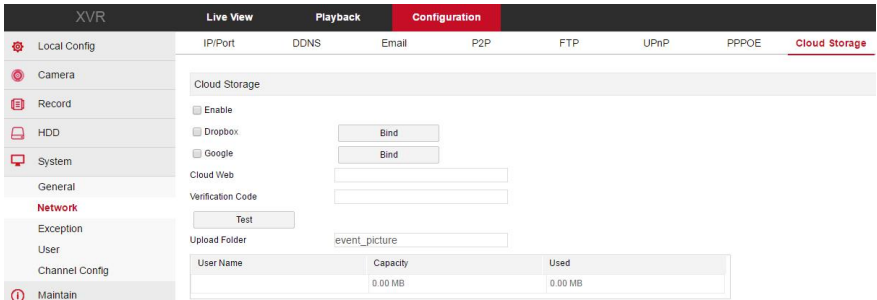 XVR Live View Playback Configuration
Local Config IP/Port DDNS Email P2P FTP UPnP PPPOE Cloud Storage
Camera
Cloud Storage
Record
Enable
HDD
Dropbox Bind
Google Bind
System
Cloud Web
General
Verification Code
Network
Test
Exception
Upload Folder event_picture
User
User Name Capacity Used
Channel Config
0.00 MB 0.00 MB
Maintain